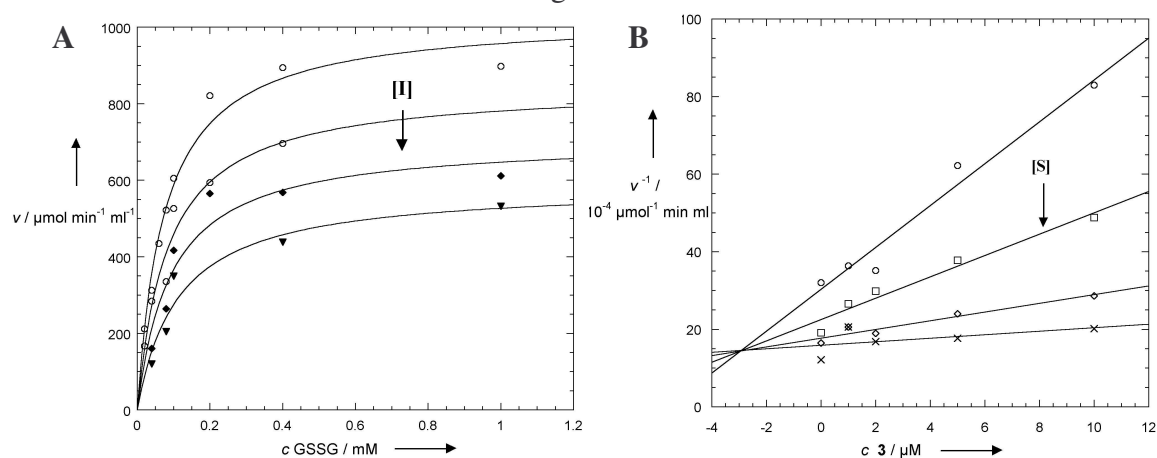 A
1000
800
600
400
200
0
v / µmol min⁻¹ ml⁻¹
[I]
0 0.2 0.4 0.6 0.8 1 1.2
c GSSG / mM
B
100
80
60
40
20
0
v⁻¹ /
10⁻⁴ µmol⁻¹ min ml
[S]
-4 -2 0 2 4 6 8 10 12
c 3 / µM